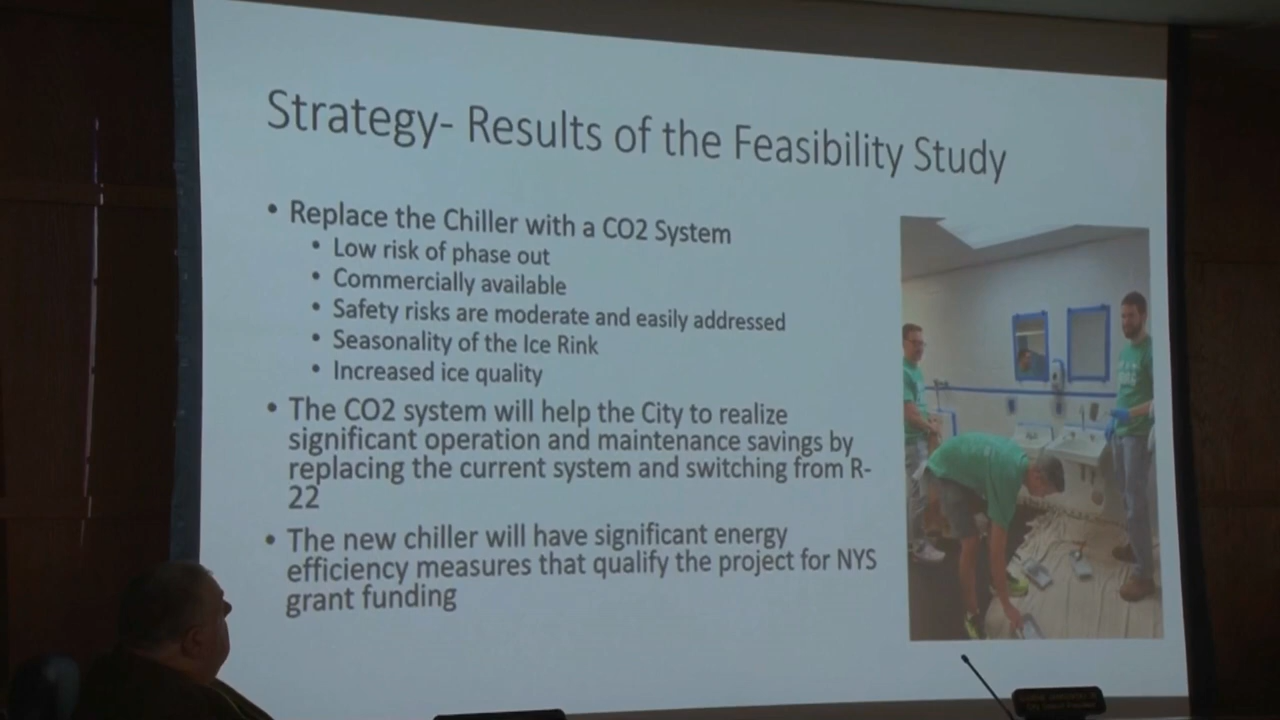 Strategy- Results of the Feasibility Study
• Replace the Chiller with a CO2 System
• Low risk of phase out
• Commercially available
• Safety risks are moderate and easily addressed
• Seasonality of the Ice Rink
• Increased ice quality
• The CO2 system will help the City to realize
significant operation and maintenance savings by
replacing the current system and switching from R-
22
• The new chiller will have significant energy
efficiency measures that qualify the project for NYS
grant funding